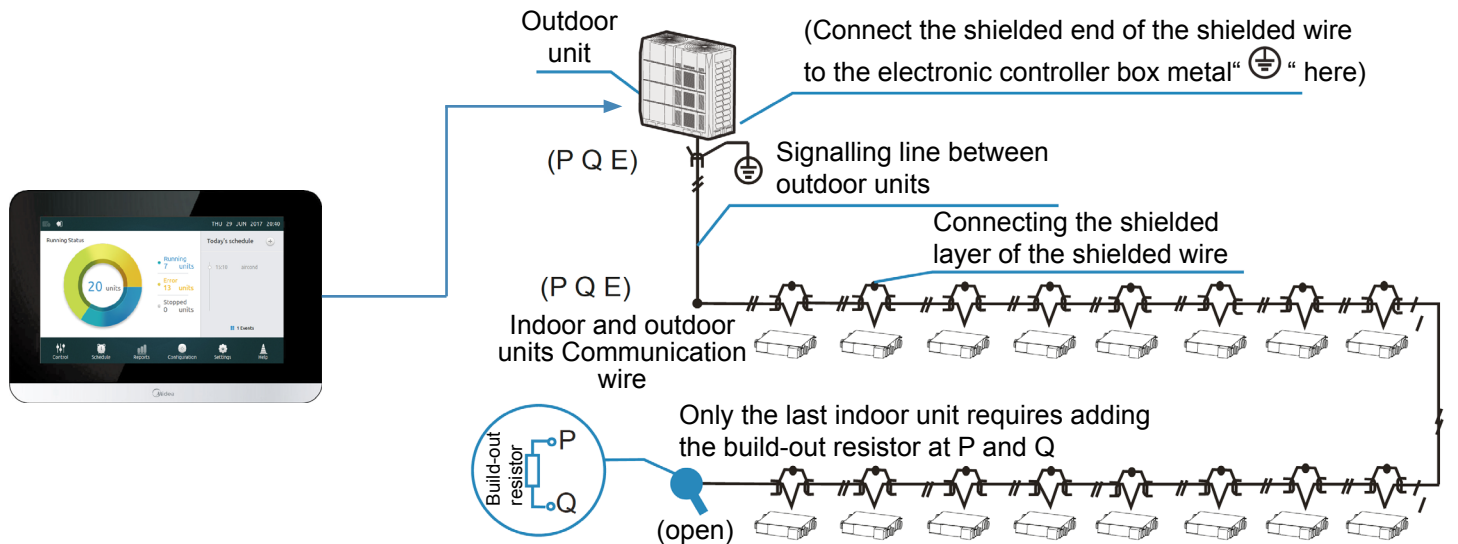 Outdoor
unit
(Connect the shielded end of the shielded wire
to the electronic controller box metal“ “ here)
(P Q E)
Signalling line between
outdoor units
Connecting the shielded
layer of the shielded wire
(P Q E)
Indoor and outdoor
units Communication
wire
Only the last indoor unit requires adding
the build-out resistor at P and Q
Build-out
resistor
P
Q
(open)
THU 29 JUN 2017 20:40
Running Status
Today's schedule
20 units
Running
7 units
Error
13 units
Stopped
0 units
1 Events
Control
Schedule
Reports
Configuration
Settings
Help
Midea